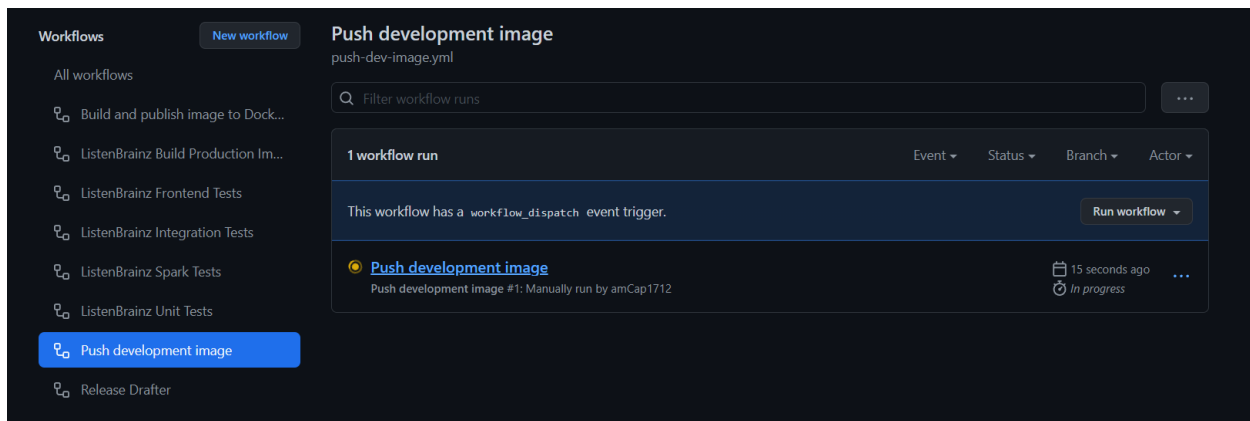 Workflows
New workflow
All workflows
Build and publish image to Dock...
ListenBrainz Build Production Im...
ListenBrainz Frontend Tests
ListenBrainz Integration Tests
ListenBrainz Spark Tests
ListenBrainz Unit Tests
Push development image
Release Drafter
Push development image
push-dev-image.yml
Filter workflow runs
...
1 workflow run
Event
Status
Branch
Actor
This workflow has a workflow_dispatch event trigger.
Run workflow
Push development image
Push development image #1: Manually run by amCap1712
15 seconds ago
In progress
...